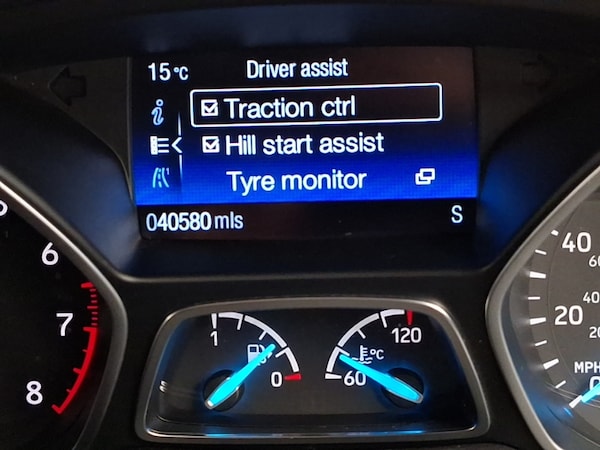 15°C Driver assist
Traction ctrl
Hill start assist
Tyre monitor
040580 mls S
6
7
8
1
0
°C
60
120
40
20
MPH